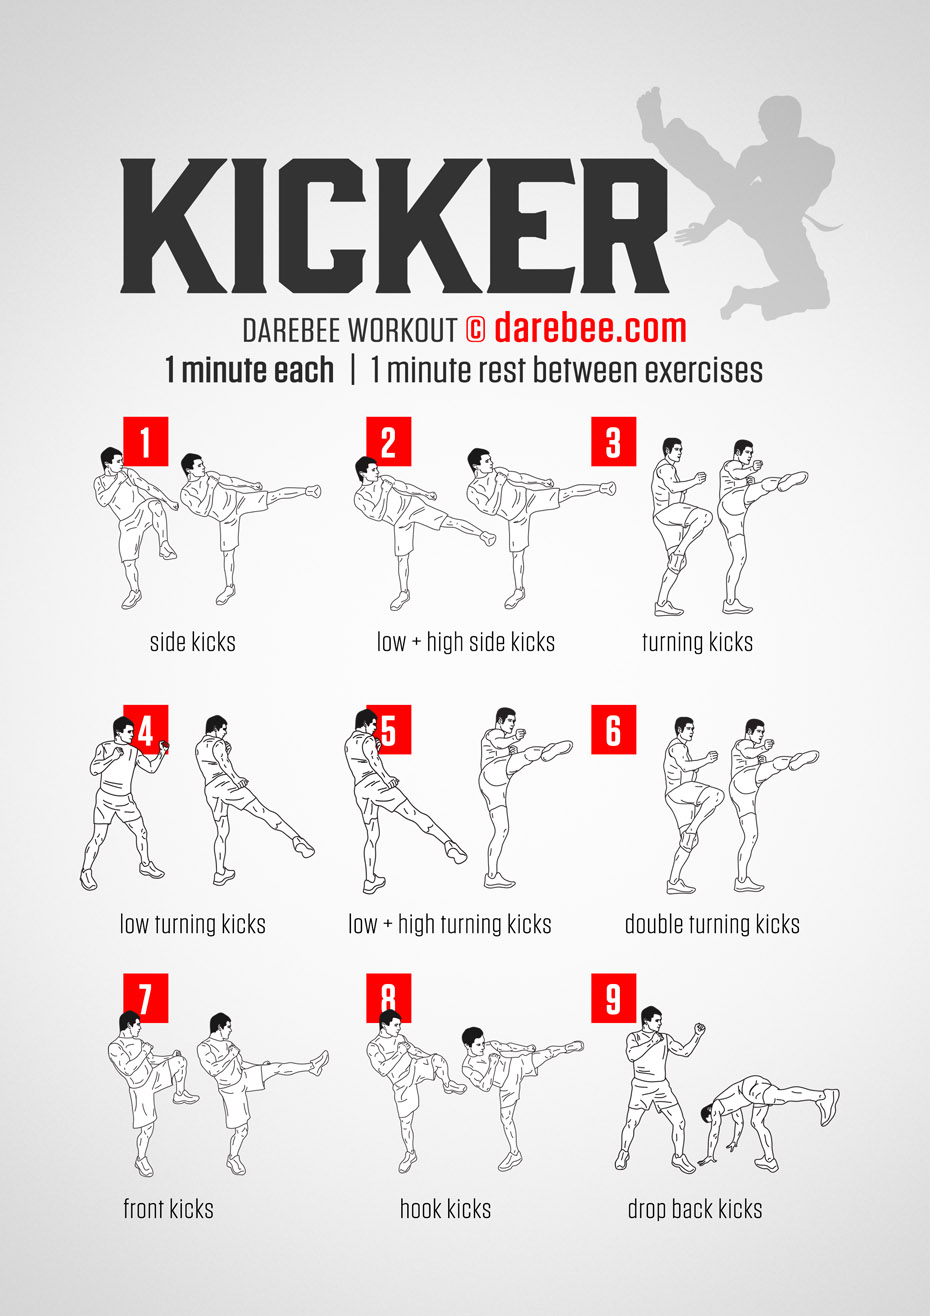 KICKER
DAREBEE WORKOUT © darebee.com
1 minute each | 1 minute rest between exercises
1
2
3
side kicks
low + high side kicks
turning kicks
4
5
6
low turning kicks
low + high turning kicks
double turning kicks
7
8
9
front kicks
hook kicks
drop back kicks